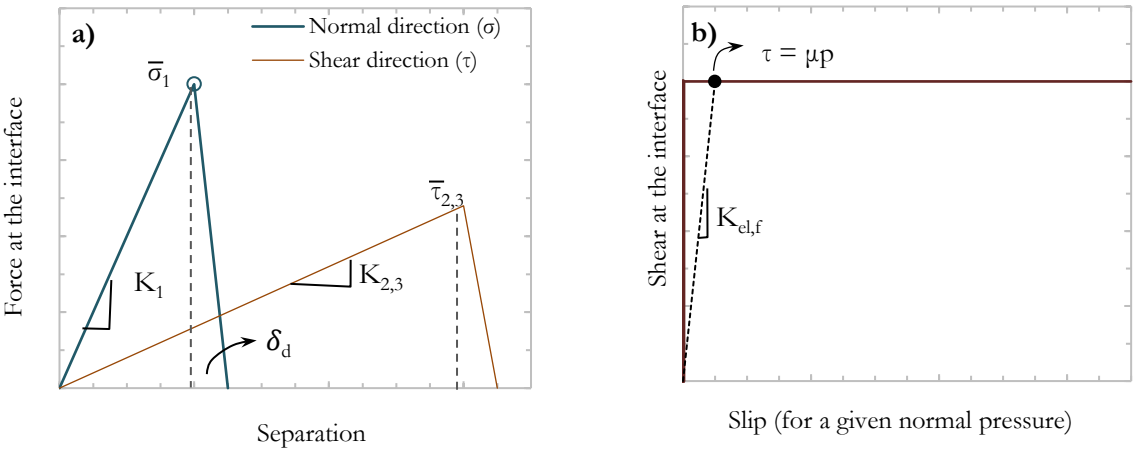 a)
Normal direction (σ)
Shear direction (τ)
σ̅₁
τ̅₂,₃
K₁
K₂,₃
δd
Force at the interface
Separation
b)
τ = μp
Kel,f
Shear at the interface
Slip (for a given normal pressure)